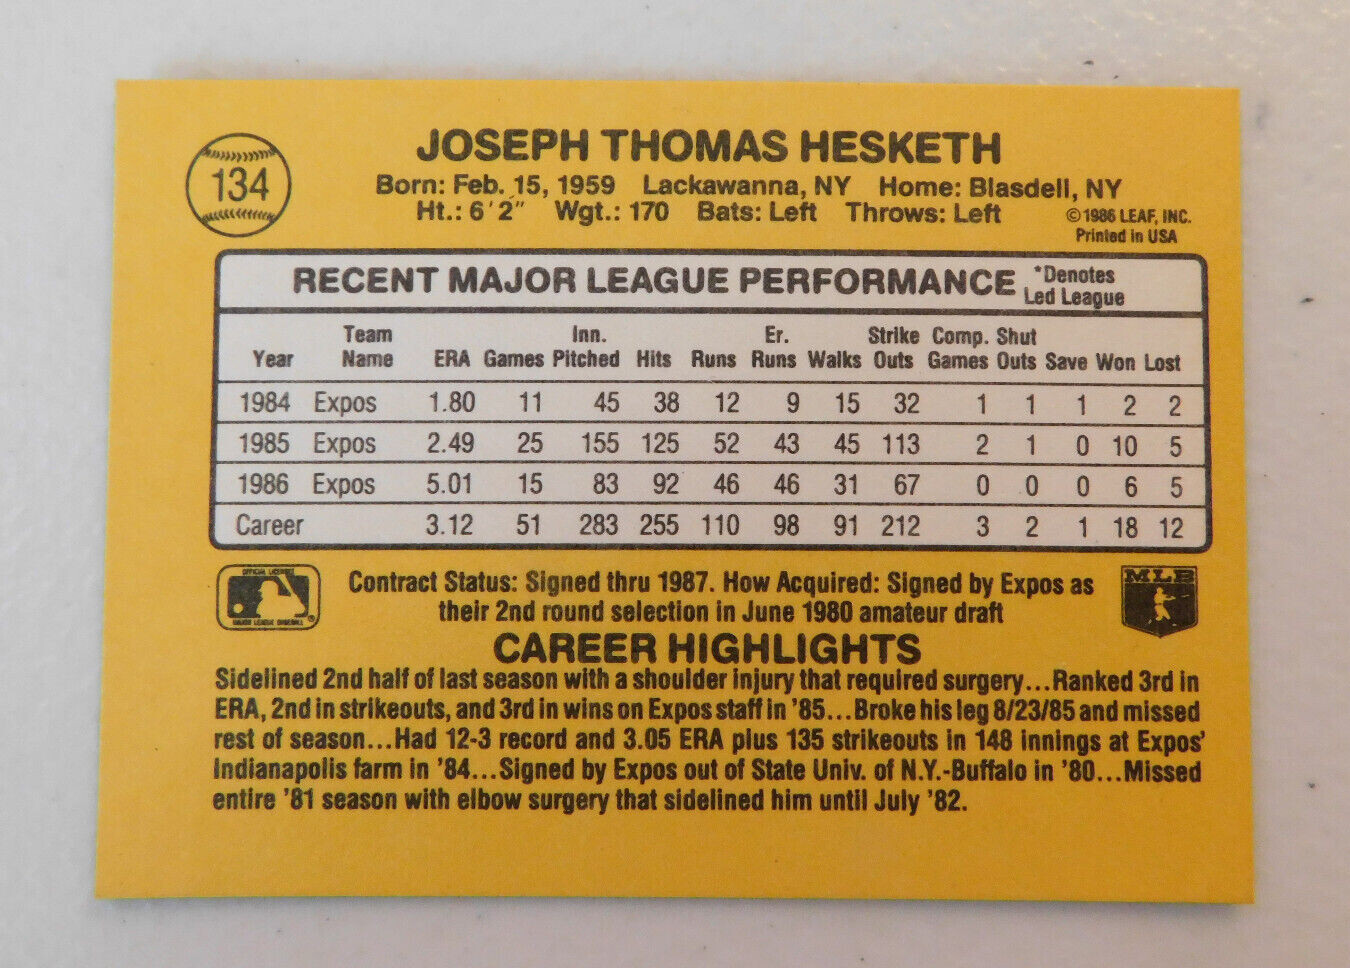 134
JOSEPH THOMAS HESKETH
Born: Feb. 15, 1959 Lackawanna, NY Home: Blasdell, NY
Ht.: 6'2" Wgt.: 170 Bats: Left Throws: Left
©1986 LEAF, INC.
Printed in USA
RECENT MAJOR LEAGUE PERFORMANCE *Denotes Led League
Year Team Name ERA Games Inn. Pitched Hits Runs Er. Runs Walks Strike Outs Comp. Games Shut Outs Save Won Lost
1984 Expos 1.80 11 45 38 12 9 15 32 1 1 1 2 2
1985 Expos 2.49 25 155 125 52 43 45 113 2 1 0 10 5
1986 Expos 5.01 15 83 92 46 46 31 67 0 0 0 6 5
Career 3.12 51 283 255 110 98 91 212 3 2 1 18 12
OFFICIAL LICENSEE
MAJOR LEAGUE BASEBALL ®
Contract Status: Signed thru 1987. How Acquired: Signed by Expos as
their 2nd round selection in June 1980 amateur draft
MLB
CAREER HIGHLIGHTS
Sidelined 2nd half of last season with a shoulder injury that required surgery...Ranked 3rd in
ERA, 2nd in strikeouts, and 3rd in wins on Expos staff in '85...Broke his leg 8/23/85 and missed
rest of season...Had 12-3 record and 3.05 ERA plus 135 strikeouts in 148 innings at Expos'
Indianapolis farm in '84...Signed by Expos out of State Univ. of N.Y.-Buffalo in '80...Missed
entire '81 season with elbow surgery that sidelined him until July '82.